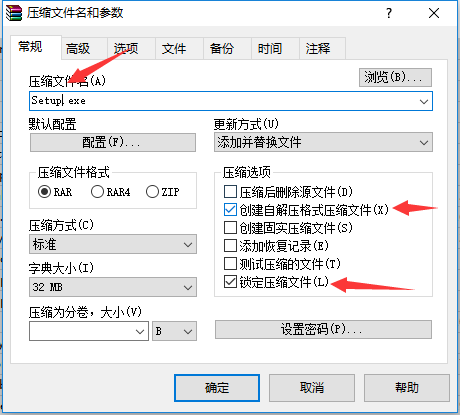 压缩文件名和参数
常规 高级 选项 文件 备份 时间 注释
压缩文件名(A)
浏览(B)...
Setup.exe
默认配置
更新方式(U)
配置(F)...
添加并替换文件
压缩文件格式
压缩选项
RAR RAR4 ZIP
压缩后删除源文件(D)
创建自解压格式压缩文件(X)
压缩方式(C)
创建固实压缩文件(S)
标准
添加恢复记录(E)
字典大小(I)
测试压缩的文件(T)
32 MB
锁定压缩文件(L)
压缩为分卷，大小(V)
B
设置密码(P)...
确定 取消 帮助